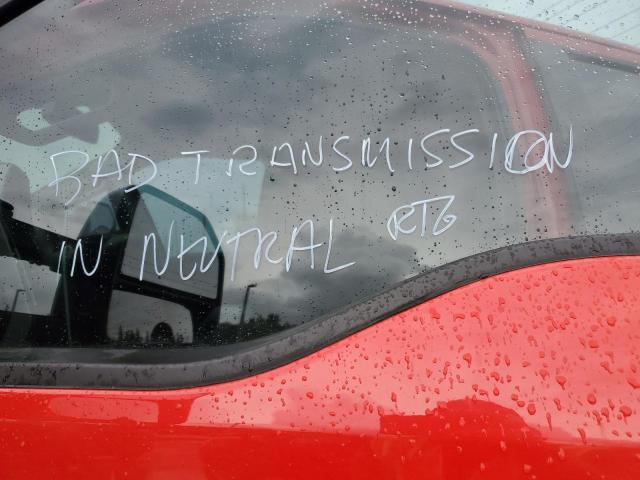 BAD TRANSMISSION
IN NEUTRAL RTG